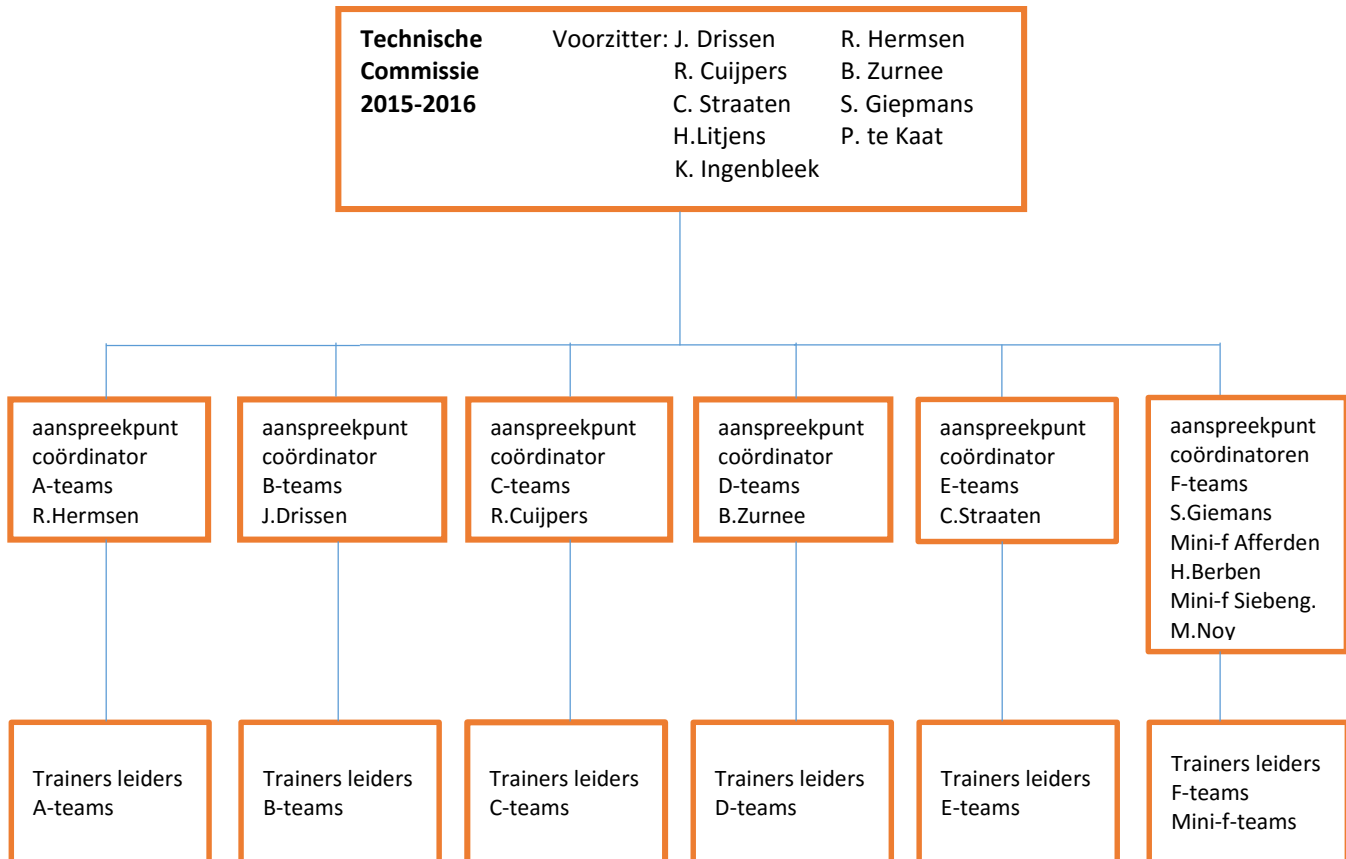 Technische Voorzitter: J. Drissen R. Hermsen
Commissie R. Cuijpers B. Zurnee
2015-2016 C. Straaten S. Giepmans
H.Litjens P. te Kaat
K. Ingenbleek
aanspreekpunt
coördinator
A-teams
R.Hermsen
aanspreekpunt
coördinator
B-teams
J.Drissen
aanspreekpunt
coördinator
C-teams
R.Cuijpers
aanspreekpunt
coördinator
D-teams
B.Zurnee
aanspreekpunt
coördinator
E-teams
C.Straaten
aanspreekpunt
coördinatoren
F-teams
S.Giemans
Mini-f Afferden
H.Berben
Mini-f Siebeng.
M.Noy
Trainers leiders
A-teams
Trainers leiders
B-teams
Trainers leiders
C-teams
Trainers leiders
D-teams
Trainers leiders
E-teams
Trainers leiders
F-teams
Mini-f-teams